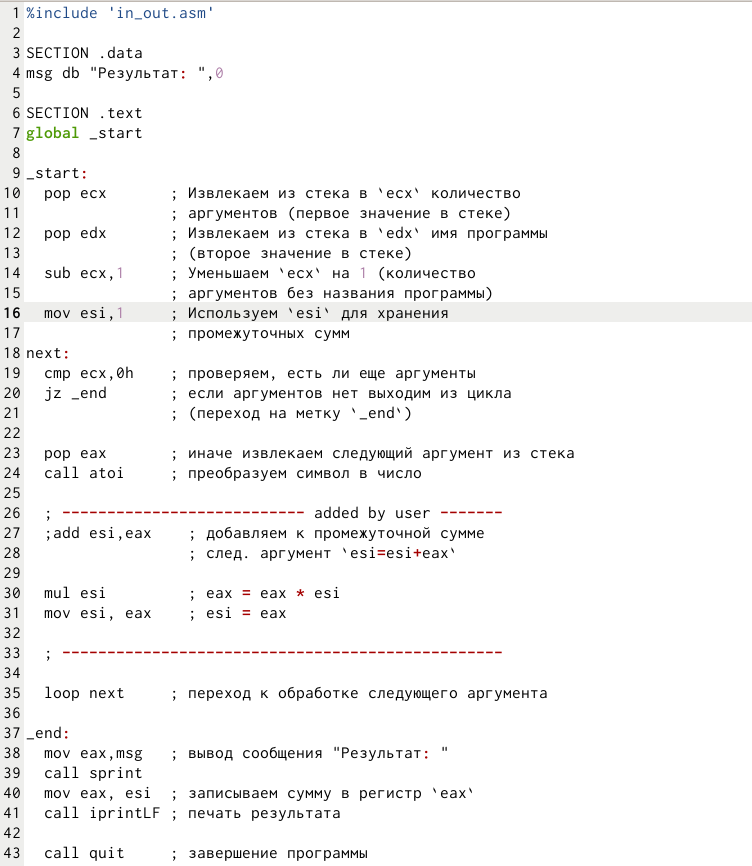 1 %include 'in_out.asm'
2
3 SECTION .data
4 msg db "Результат: ",0
5
6 SECTION .text
7 global _start
8
9 _start:
10   pop ecx       ; Извлекаем из стека в `ecx` количество
11                 ; аргументов (первое значение в стеке)
12   pop edx       ; Извлекаем из стека в `edx` имя программы
13                 ; (второе значение в стеке)
14   sub ecx,1     ; Уменьшаем `ecx` на 1 (количество
15                 ; аргументов без названия программы)
16   mov esi,1     ; Используем `esi` для хранения
17                 ; промежуточных сумм
18 next:
19   cmp ecx,0h    ; проверяем, есть ли еще аргументы
20   jz _end       ; если аргументов нет выходим из цикла
21                 ; (переход на метку `_end`)
22
23   pop eax       ; иначе извлекаем следующий аргумент из стека
24   call atoi     ; преобразуем символ в число
25
26   ; --------------------------- added by user -------
27   ;add esi,eax    ; добавляем к промежуточной сумме
28                   ; след. аргумент `esi=esi+eax`
29
30   mul esi         ; eax = eax * esi
31   mov esi, eax    ; esi = eax
32
33   ; -------------------------------------------------
34
35   loop next     ; переход к обработке следующего аргумента
36
37 _end:
38   mov eax,msg   ; вывод сообщения "Результат: "
39   call sprint
40   mov eax, esi  ; записываем сумму в регистр `eax`
41   call iprintLF ; печать результата
42
43   call quit     ; завершение программы